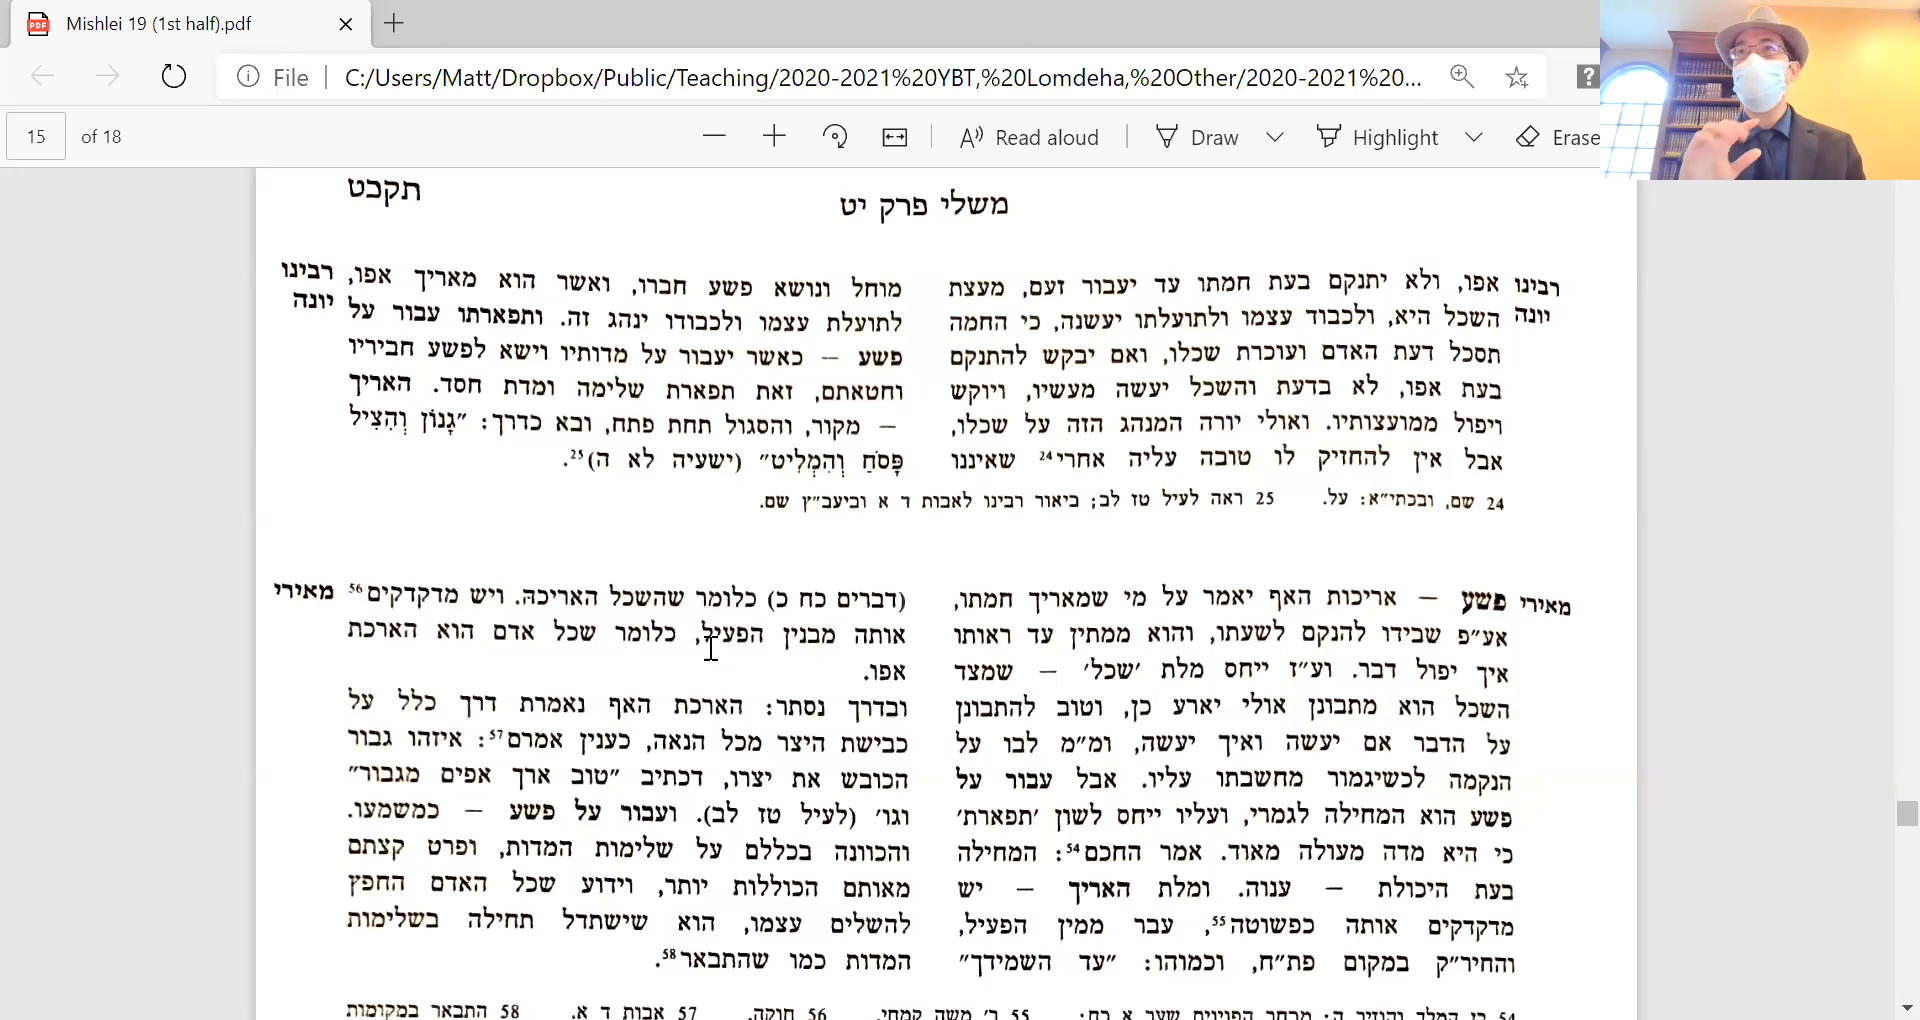 Mishlei 19 (1st half).pdf
File
C:/Users/Matt/Dropbox/Public/Teaching/2020-2021%20YBT,%20Lomdeha,%20Other/2020-2021%20...
15 of 18
Read aloud
Draw
Highlight
Erase
משלי פרק יט
תקכט
רבינו יונה
אפו, ולא יתנקם בעת חמתו עד יעבור זעם, מעצת
השכל היא, ולכבוד עצמו ולתועלתו יעשנה, כי החמה
תסכל דעת האדם ועוכרת שכלו, ואם יבקש להתנקם
בעת אפו, לא בדעת והשכל יעשה מעשיו, ויוקש
ויפול ממועצותיו. ואולי יורה המנהג הזה על שכלו,
אבל אין להחזיק לו טובה עליה אחרי²⁴ שאיננו
רבינו יונה
מוחל ונושא פשע חברו, ואשר הוא מאריך אפו,
לתועלת עצמו ולכבודו ינהג זה. ותפארתו עבור על
פשע – כאשר יעבור על מדותיו וישא לפשע חביריו
וחטאתם, זאת תפארת שלימה ומדת חסד. האריך
– מקור, והסגול תחת פתח, ובא כדרך: "גָּנוֹן וְהִצִּיל
פָּסֹחַ וְהִמְלִיט" (ישעיה לא ה)²⁵.
24 שם, ובכתי"א: על. 25 ראה לעיל טז לב; ביאור רבינו לאבות ד א וביעב"ץ שם.
מאירי
פשע – אריכות האף יאמר על מי שמאריך חמתו,
אע"פ שבידו להנקם לשעתו, והוא ממתין עד ראותו
איך יפול דבר. וע"ז ייחס מלת 'שכל' – שמצד
השכל הוא מתבונן אולי יארע כן, וטוב להתבונן
על הדבר אם יעשה ואיך יעשה, ומ"מ לבו על
הנקמה לכשיגמור מחשבתו עליו. אבל עבור על
פשע הוא המחילה לגמרי, ועליו ייחס לשון 'תפארת'
כי היא מדה מעולה מאוד. אמר החכם⁵⁴: המחילה
בעת היכולת – ענוה. ומלת האריך – יש
מדקדקים אותה כפשוטה⁵⁵, עבר ממין הפעיל,
והחיר"ק במקום פת"ח, וכמוהו: "עד השמידך"
מאירי
(דברים כח כ) כלומר שהשכל האריכה. ויש מדקדקים⁵⁶
אותה מבנין הפעיל, כלומר שכל אדם הוא הארכת
אפו.
ובדרך נסתר: הארכת האף נאמרת דרך כלל על
כבישת היצר מכל הנאה, כענין אמרם⁵⁷: איזהו גבור
הכובש את יצרו, דכתיב "טוב ארך אפים מגבור"
וגו' (לעיל טז לב). ועבור על פשע – כמשמעו.
והכוונה בכללם על שלימות המדות, ופרט קצתם
מאותם הכוללות יותר, וידוע שכל האדם החפץ
להשלים עצמו, הוא שישתדל תחילה בשלימות
המדות כמו שהתבאר⁵⁸.
54 בן המלך והנזיר ה; מבחר הפנינים שער א כח; 55 ר' משה קמחי. 56 חוקה. 57 אבות ד א. 58 התבאר במקומות